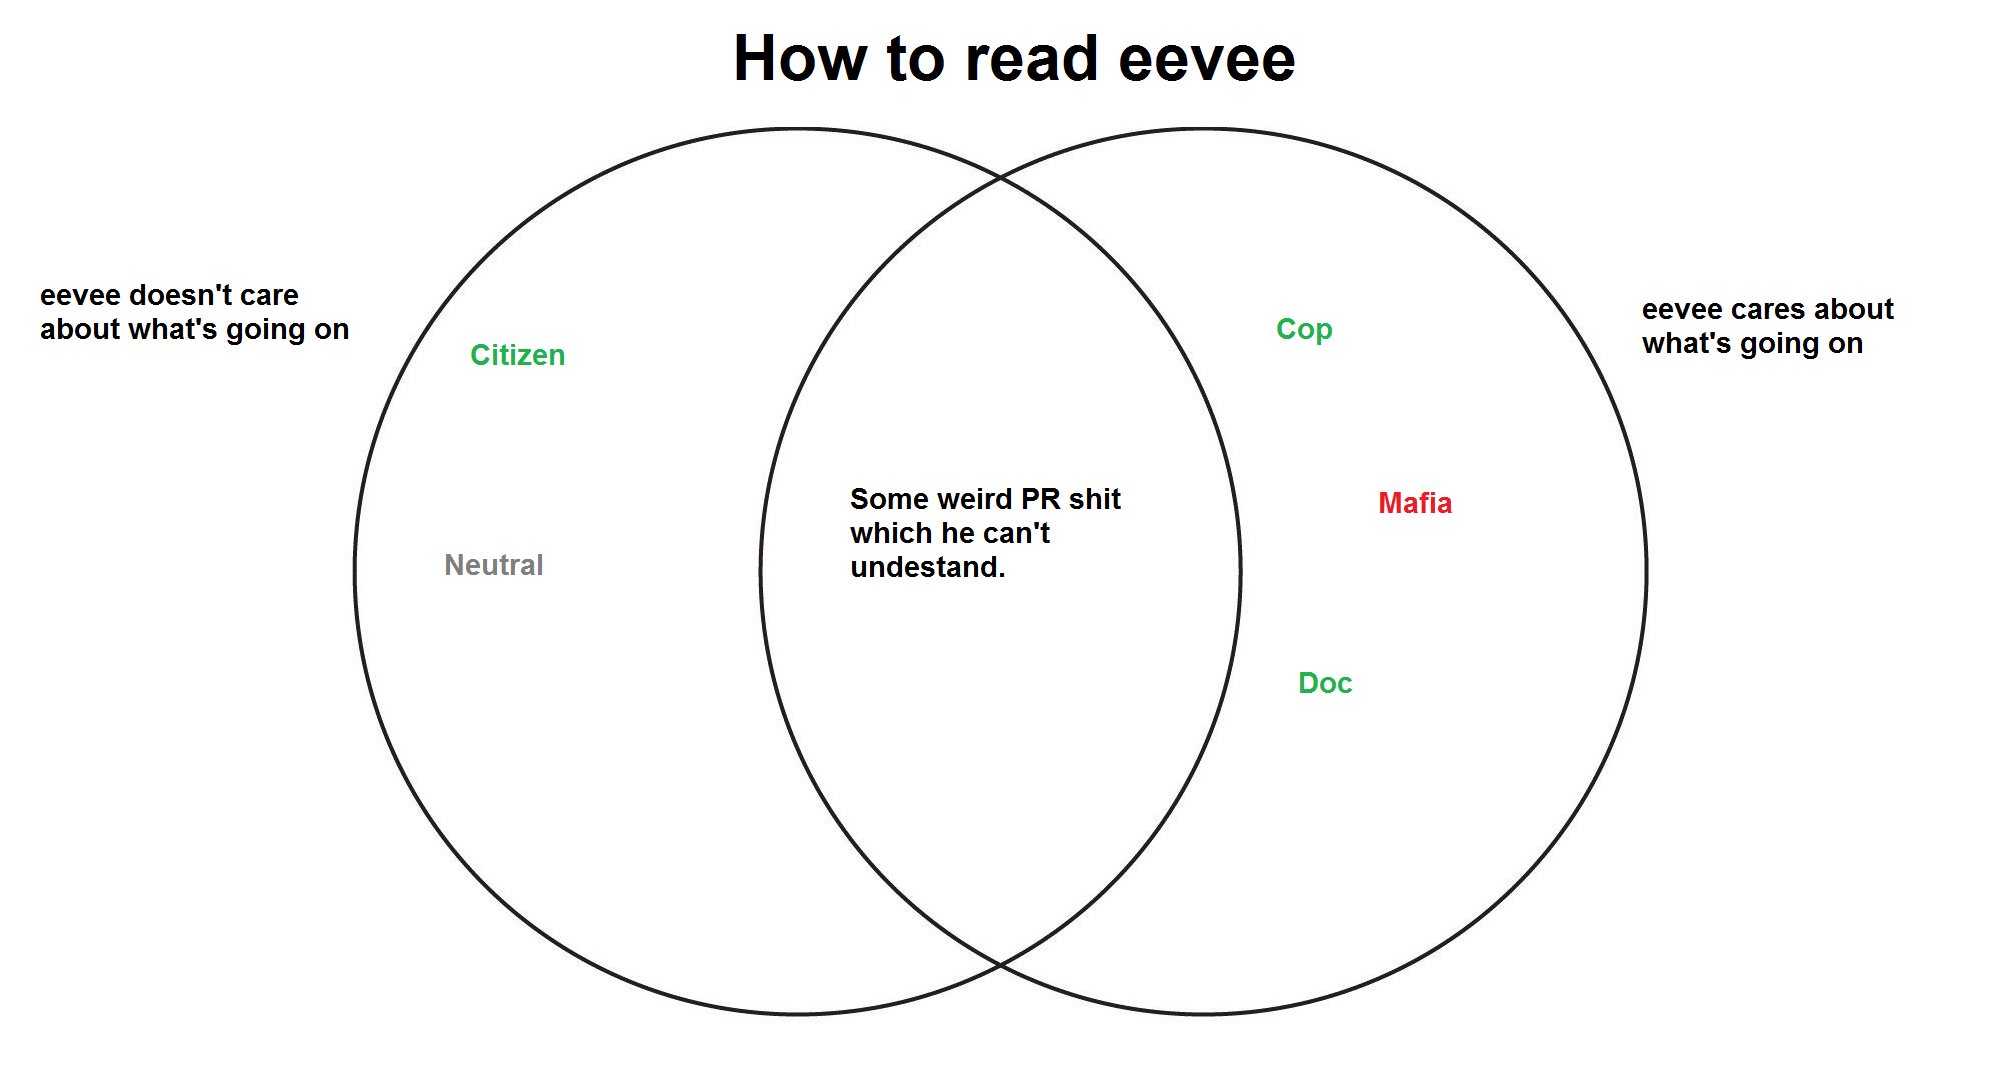 How to read eevee
eevee doesn't care
about what's going on
Citizen
Neutral
Some weird PR shit
which he can't
undestand.
Cop
Mafia
Doc
eevee cares about
what's going on